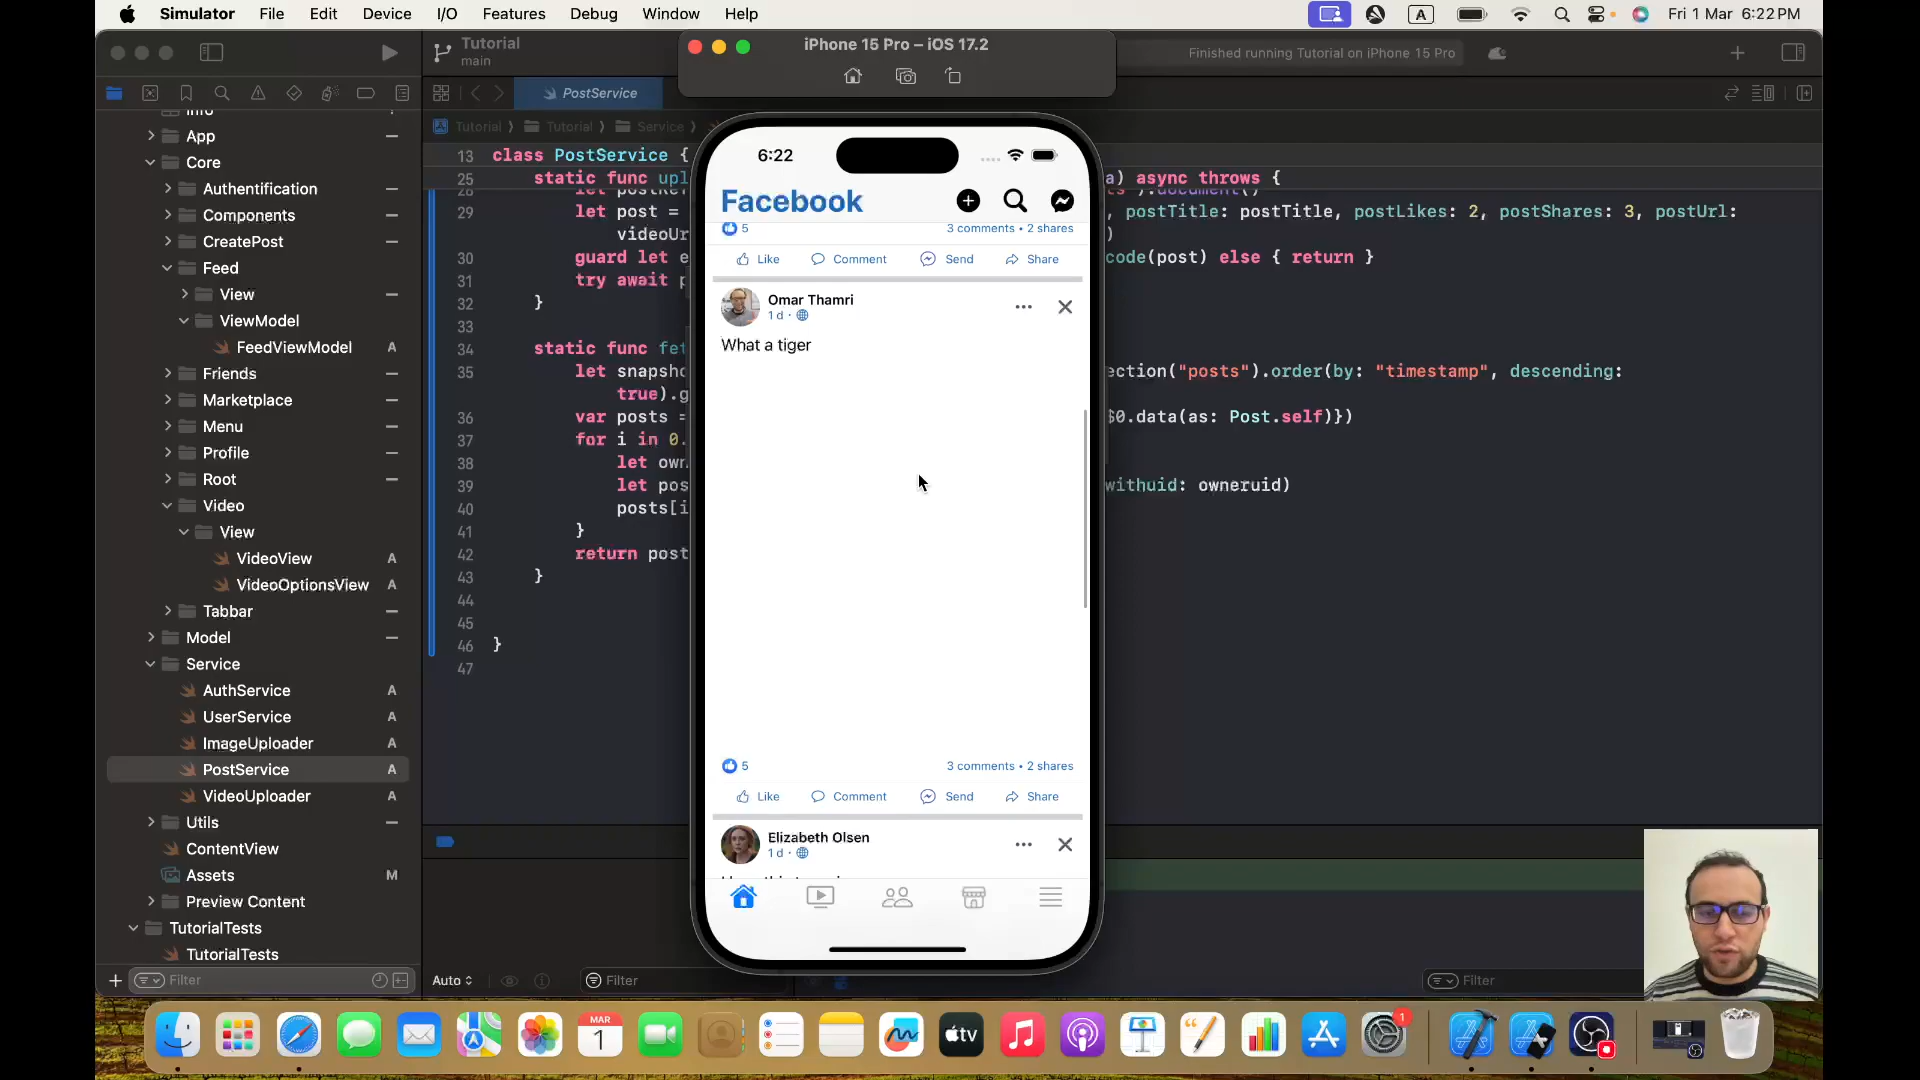 Simulator File Edit Device I/O Features Debug Window Help
A
Fri 1 Mar 6:22 PM
Tutorial
main
iPhone 15 Pro – iOS 17.2
Finished running Tutorial on iPhone 15 Pro
PostService
Tutorial Tutorial Service
Info
App
Core
Authentification
Components
CreatePost
Feed
View
ViewModel
FeedViewModel A
Friends
Marketplace
Menu
Profile
Root
Video
View
VideoView A
VideoOptionsView A
Tabbar
Model
Service
AuthService A
UserService A
ImageUploader A
PostService A
VideoUploader A
Utils
ContentView
Assets M
Preview Content
TutorialTests
TutorialTests
Filter
13 class PostService {
25 static func upl
a) async throws {
29 let post =
, postTitle: postTitle, postLikes: 2, postShares: 3, postUrl:
videoUr
)
30 guard let e
code(post) else { return }
31 try await p
32 }
33
34 static func fet
35 let snapsho
ection("posts").order(by: "timestamp", descending:
true).g
36 var posts =
$0.data(as: Post.self)})
37 for i in 0.
38 let own
39 let pos
withuid: owneruid)
40 posts[i
41 }
42 return post
43 }
44
45
46 }
47
6:22
Facebook
5 3 comments • 2 shares
Like Comment Send Share
Omar Thamri
1 d ·
What a tiger
5 3 comments • 2 shares
Like Comment Send Share
Elizabeth Olsen
1 d ·
Auto
Filter
Filter
MAR
1
tv
1